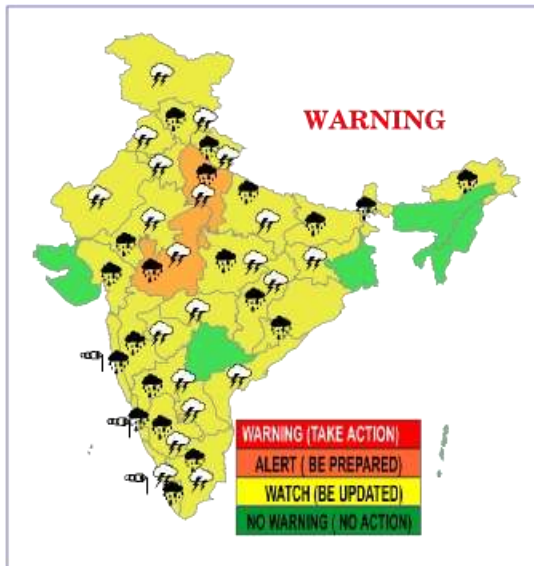 WARNING
WARNING (TAKE ACTION)
ALERT ( BE PREPARED)
WATCH (BE UPDATED)
NO WARNING ( NO ACTION)